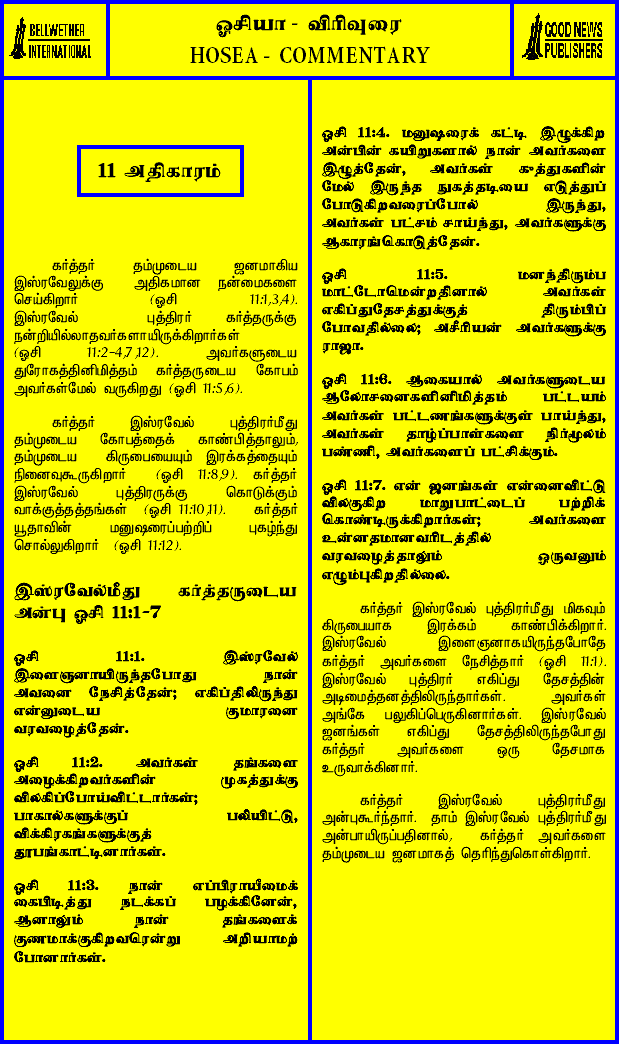 BELLWETHER
INTERNATIONAL
ஓசியா - விரிவுரை
HOSEA - COMMENTARY
GOOD NEWS
PUBLISHERS
11 அதிகாரம்
கர்த்தர் தம்முடைய ஜனமாகிய
இஸ்ரவேலுக்கு அதிகமான நன்மைகளை
செய்கிறார் (ஓசி 11:1,3,4).
இஸ்ரவேல் புத்திரர் கர்த்தருக்கு
நன்றியில்லாதவர்களாயிருக்கிறார்கள்
(ஓசி 11:2-4,7,12). அவர்களுடைய
துரோகத்தினிமித்தம் கர்த்தருடைய கோபம்
அவர்கள்மேல் வருகிறது (ஓசி 11:5,6).
கர்த்தர் இஸ்ரவேல் புத்திரர்மீது
தம்முடைய கோபத்தைக் காண்பித்தாலும்,
தம்முடைய கிருபையையும் இரக்கத்தையும்
நினைவுகூருகிறார் (ஓசி 11:8,9). கர்த்தர்
இஸ்ரவேல் புத்திரருக்கு கொடுக்கும்
வாக்குத்தத்தங்கள் (ஓசி 11:10,11). கர்த்தர்
யூதாவின் மனுஷரைப்பற்றிப் புகழ்ந்து
சொல்லுகிறார் (ஓசி 11:12).
இஸ்ரவேல்மீது கர்த்தருடைய
அன்பு ஓசி 11:1-7
ஓசி 11:1. இஸ்ரவேல்
இளைஞனாயிருந்தபோது நான்
அவனை நேசித்தேன்; எகிப்திலிருந்து
என்னுடைய குமாரனை
வரவழைத்தேன்.
ஓசி 11:2. அவர்கள் தங்களை
அழைக்கிறவர்களின் முகத்துக்கு
விலகிப்போய்விட்டார்கள்;
பாகால்களுக்குப் பலியிட்டு,
விக்கிரகங்களுக்குத்
தூபங்காட்டினார்கள்.
ஓசி 11:3. நான் எப்பிராயீமைக்
கைபிடித்து நடக்கப் பழக்கினேன்,
ஆனாலும் நான் தங்களைக்
குணமாக்குகிறவரென்று அறியாமற்
போனார்கள்.
ஓசி 11:4. மனுஷரைக் கட்டி இழுக்கிற
அன்பின் கயிறுகளால் நான் அவர்களை
இழுத்தேன், அவர்கள் கழுத்துகளின்
மேல் இருந்த நுகத்தடியை எடுத்துப்
போடுகிறவரைப்போல் இருந்து,
அவர்கள் பட்சம் சாய்ந்து, அவர்களுக்கு
ஆகாரங்கொடுத்தேன்.
ஓசி 11:5. மனந்திரும்ப
மாட்டோமென்றதினால் அவர்கள்
எகிப்துதேசத்துக்குத் திரும்பிப்
போவதில்லை; அசீரியன் அவர்களுக்கு
ராஜா.
ஓசி 11:6. ஆகையால் அவர்களுடைய
ஆலோசனைகளினிமித்தம் பட்டயம்
அவர்கள் பட்டணங்களுக்குள் பாய்ந்து,
அவர்கள் தாழ்ப்பாள்களை நிர்மூலம்
பண்ணி, அவர்களைப் பட்சிக்கும்.
ஓசி 11:7. என் ஜனங்கள் என்னைவிட்டு
விலகுகிற மாறுபாட்டைப் பற்றிக்
கொண்டிருக்கிறார்கள்; அவர்களை
உன்னதமானவரிடத்தில்
வரவழைத்தாலும் ஒருவனும்
எழும்புகிறதில்லை.
கர்த்தர் இஸ்ரவேல் புத்திரர்மீது மிகவும்
கிருபையாக இரக்கம் காண்பிக்கிறார்.
இஸ்ரவேல் இளைஞனாகயிருந்தபோதே
கர்த்தர் அவர்களை நேசித்தார் (ஓசி 11:1).
இஸ்ரவேல் புத்திரர் எகிப்து தேசத்தின்
அடிமைத்தனத்திலிருந்தார்கள். அவர்கள்
அங்கே பலுகிப்பெருகினார்கள். இஸ்ரவேல்
ஜனங்கள் எகிப்து தேசத்திலிருந்தபோது
கர்த்தர் அவர்களை ஒரு தேசமாக
உருவாக்கினார்.
கர்த்தர் இஸ்ரவேல் புத்திரர்மீது
அன்புகூர்ந்தார். தாம் இஸ்ரவேல் புத்திரர்மீது
அன்பாயிருப்பதினால், கர்த்தர் அவர்களை
தம்முடைய ஜனமாகத் தெரிந்துகொள்கிறார்.